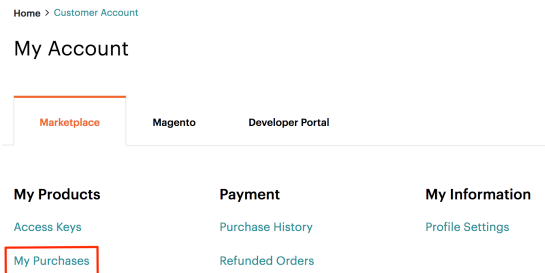 Home > Customer Account
My Account
Marketplace Magento Developer Portal
My Products Payment My Information
Access Keys Purchase History Profile Settings
My Purchases Refunded Orders